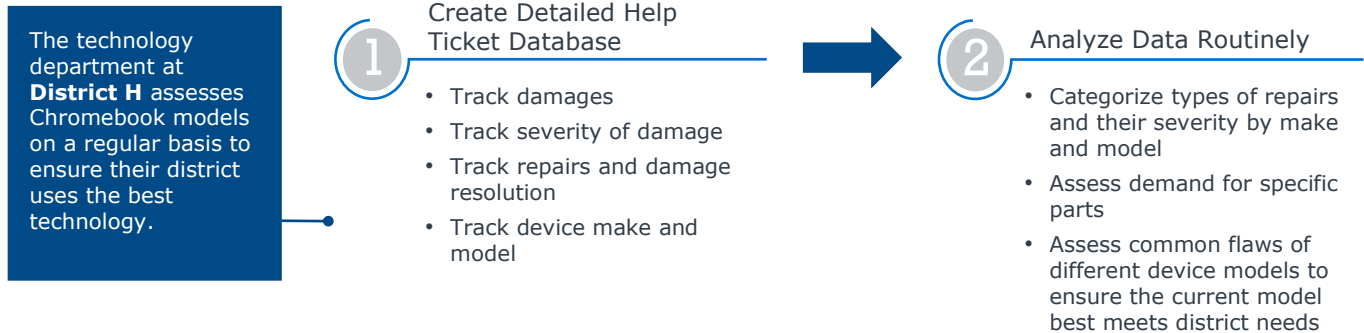 The technology
department at
District H assesses
Chromebook models
on a regular basis to
ensure their district
uses the best
technology.
1
Create Detailed Help
Ticket Database
• Track damages
• Track severity of damage
• Track repairs and damage
resolution
• Track device make and
model
2
Analyze Data Routinely
• Categorize types of repairs
and their severity by make
and model
• Assess demand for specific
parts
• Assess common flaws of
different device models to
ensure the current model
best meets district needs